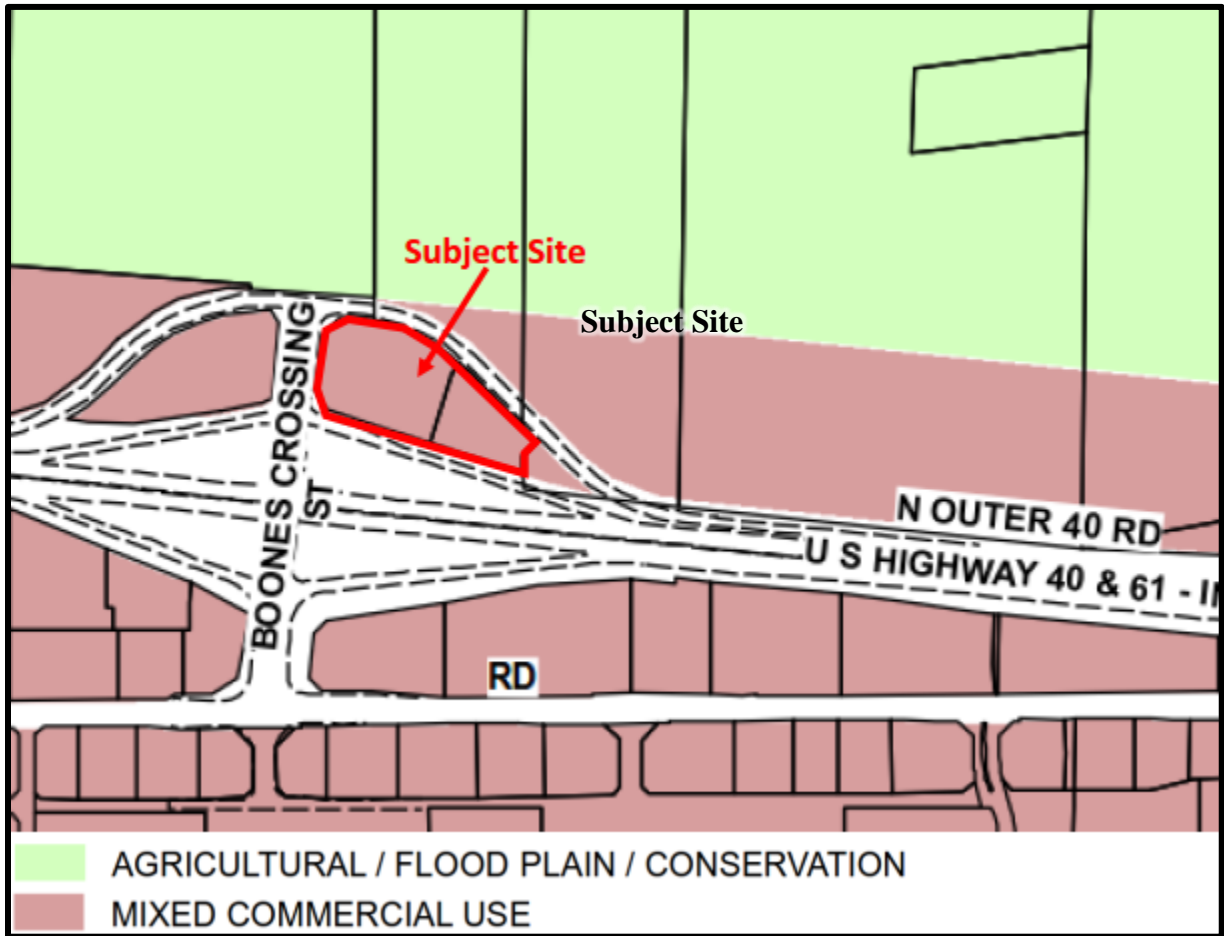 Subject Site
Subject Site
BOONES CROSSING
ST
N OUTER 40 RD
U S HIGHWAY 40 & 61 - I
RD
AGRICULTURAL / FLOOD PLAIN / CONSERVATION
MIXED COMMERCIAL USE